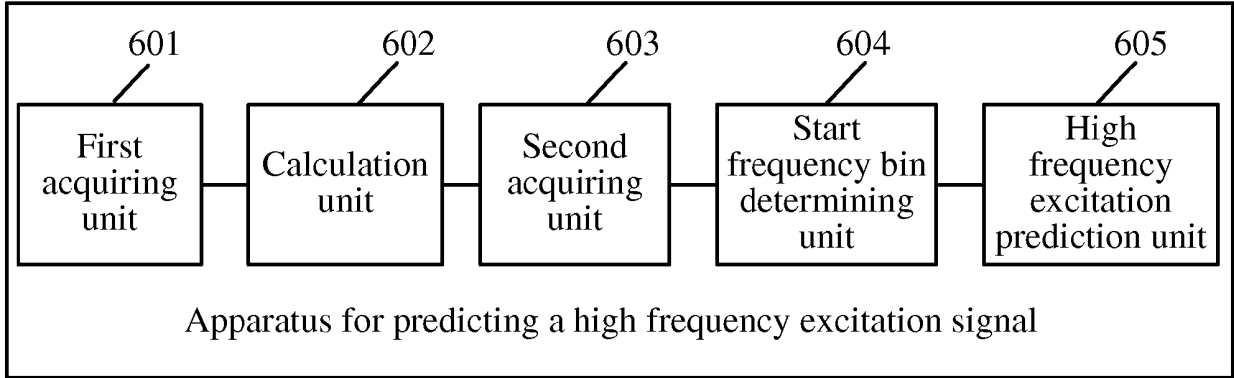 601
602
603
604
605
First
acquiring
unit
Calculation
unit
Second
acquiring
unit
Start
frequency bin
determining
unit
High
frequency
excitation
prediction unit
Apparatus for predicting a high frequency excitation signal